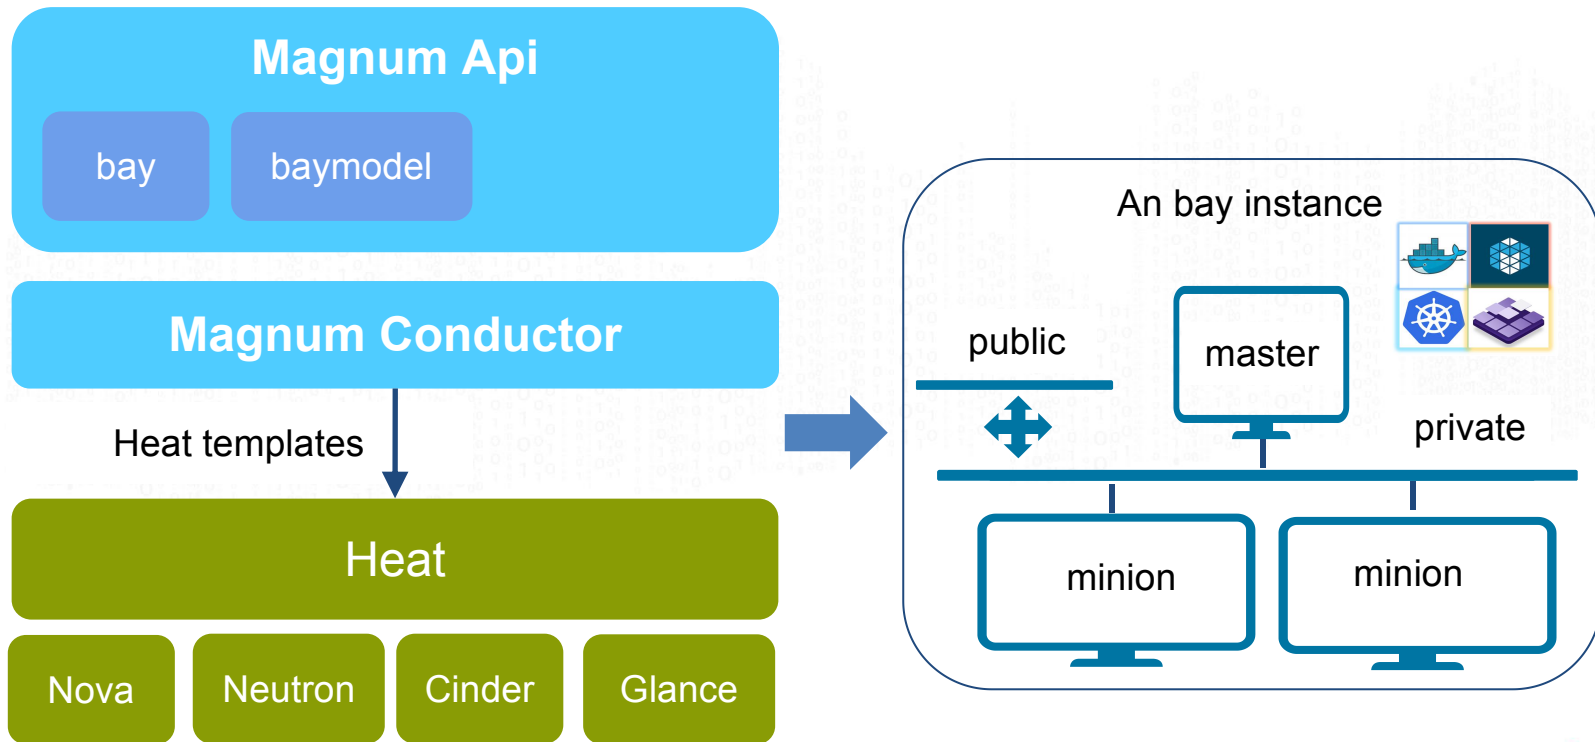 Magnum Api
bay
baymodel
Magnum Conductor
Heat templates
Heat
Nova
Neutron
Cinder
Glance
An bay instance
public
master
private
minion
minion